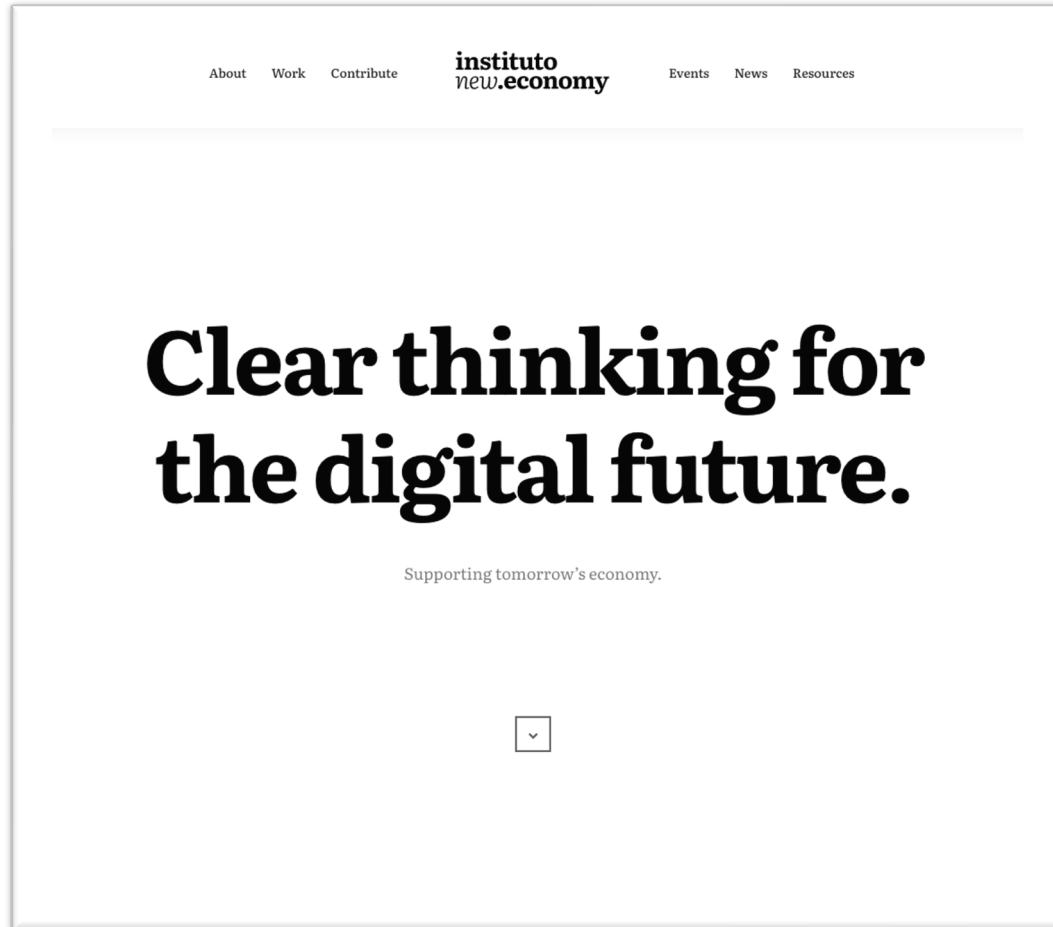 About Work Contribute
instituto
new.economy
Events News Resources
Clear thinking for
the digital future.
Supporting tomorrow’s economy.